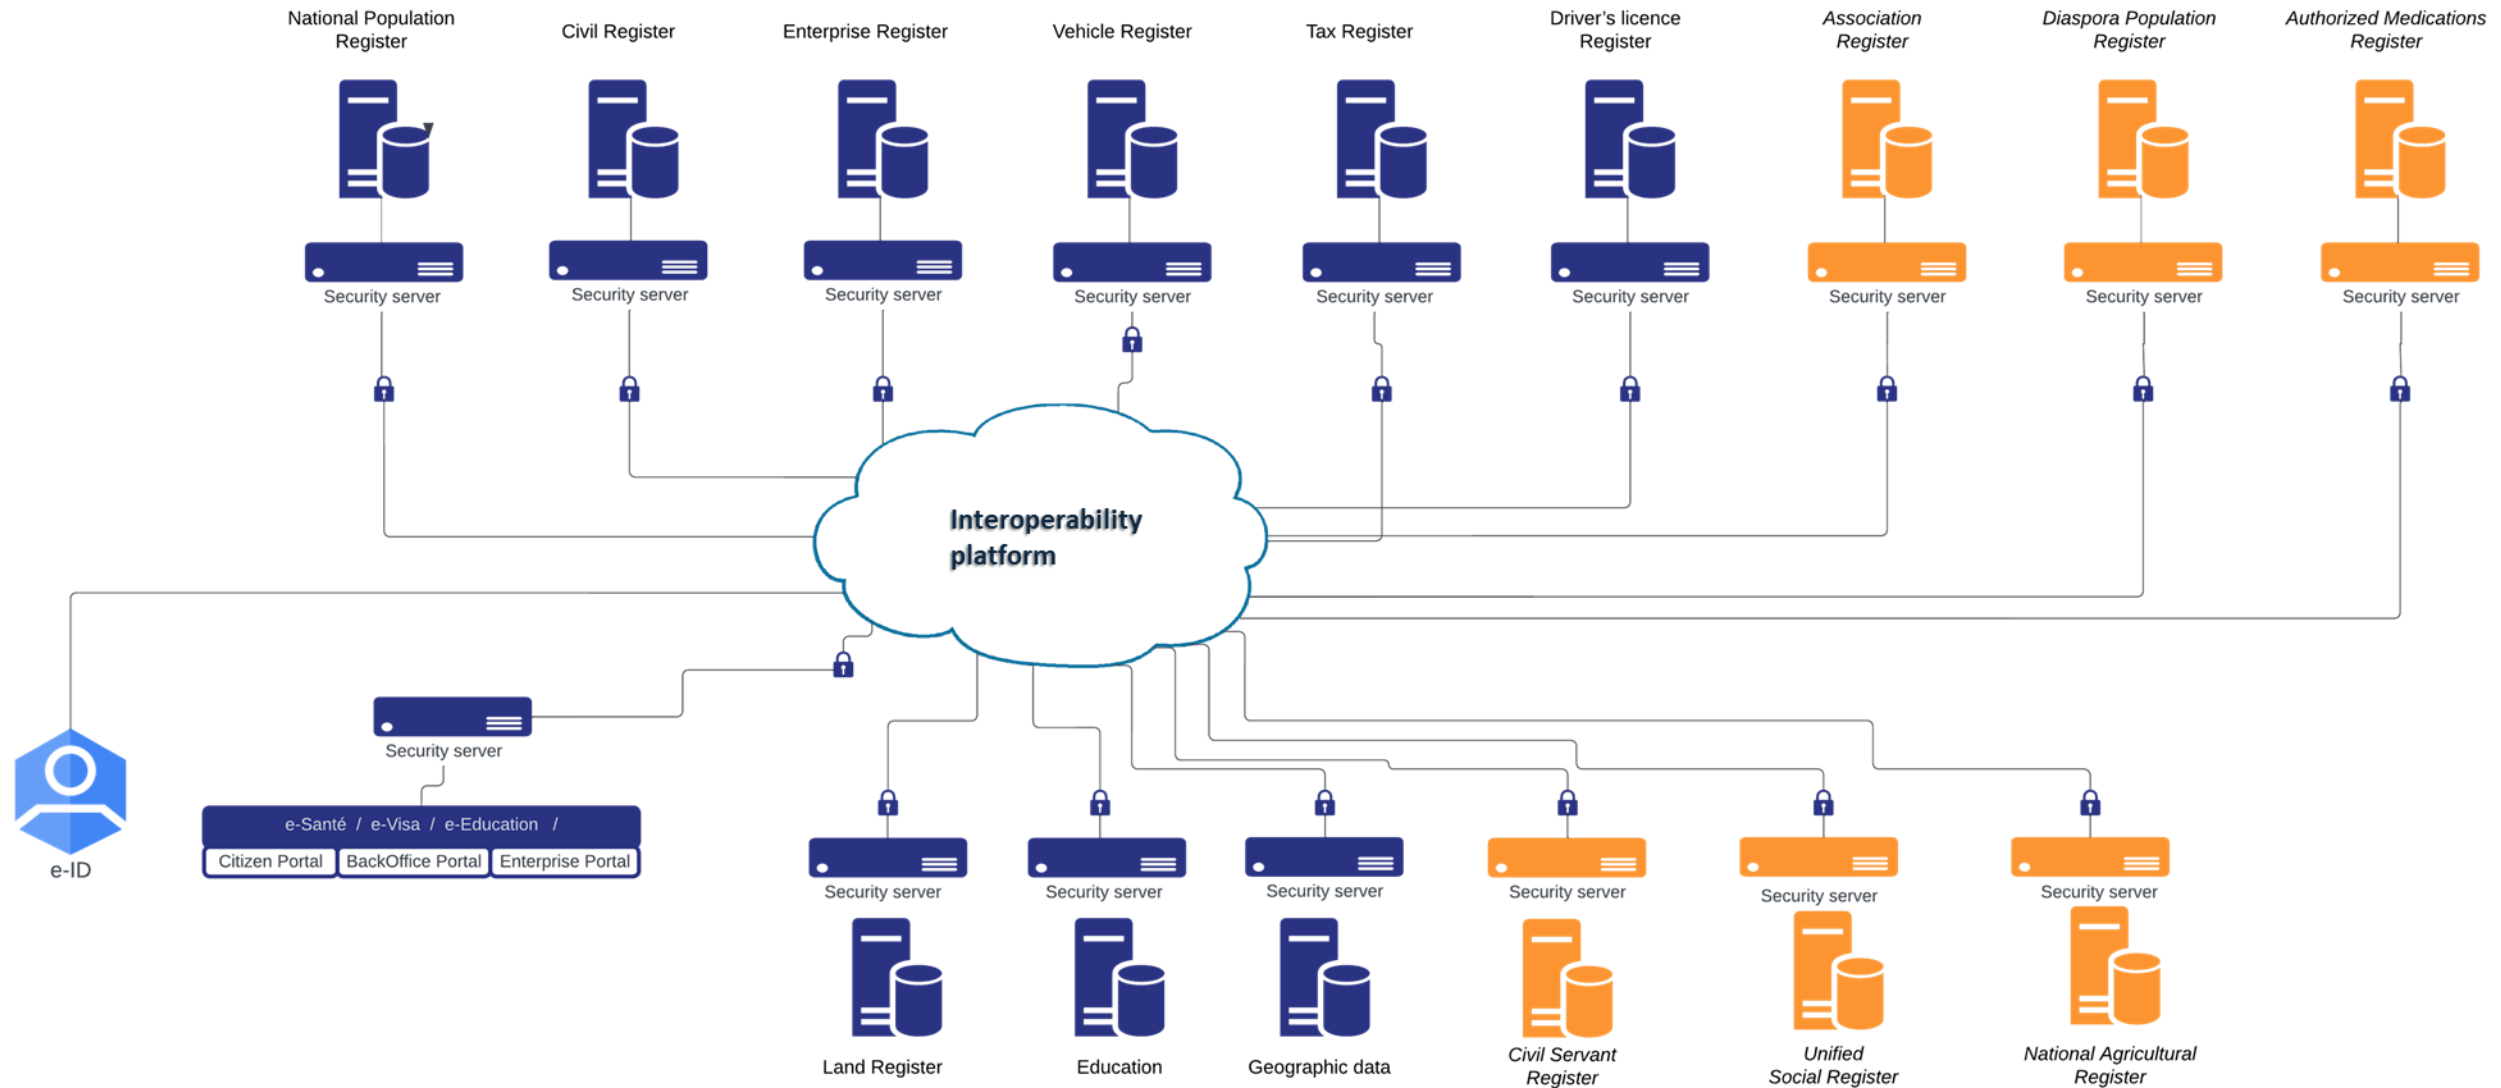 National Population
Register
Civil Register
Enterprise Register
Vehicle Register
Tax Register
Driver’s licence
Register
Association
Register
Diaspora Population
Register
Authorized Medications
Register
Security server
Security server
Security server
Security server
Security server
Security server
Security server
Security server
Security server
Interoperability
platform
Security server
e-Santé / e-Visa / e-Education /
Citizen Portal
BackOffice Portal
Enterprise Portal
e-ID
Security server
Security server
Security server
Security server
Security server
Security server
Land Register
Education
Geographic data
Civil Servant
Register
Unified
Social Register
National Agricultural
Register